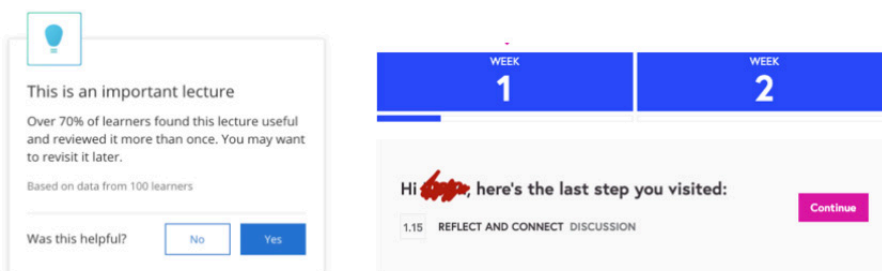 This is an important lecture
Over 70% of learners found this lecture useful
and reviewed it more than once. You may want
to revisit it later.
Based on data from 100 learners
Was this helpful?
No
Yes
WEEK
1
WEEK
2
Hi , here's the last step you visited:
1.15 REFLECT AND CONNECT DISCUSSION
Continue